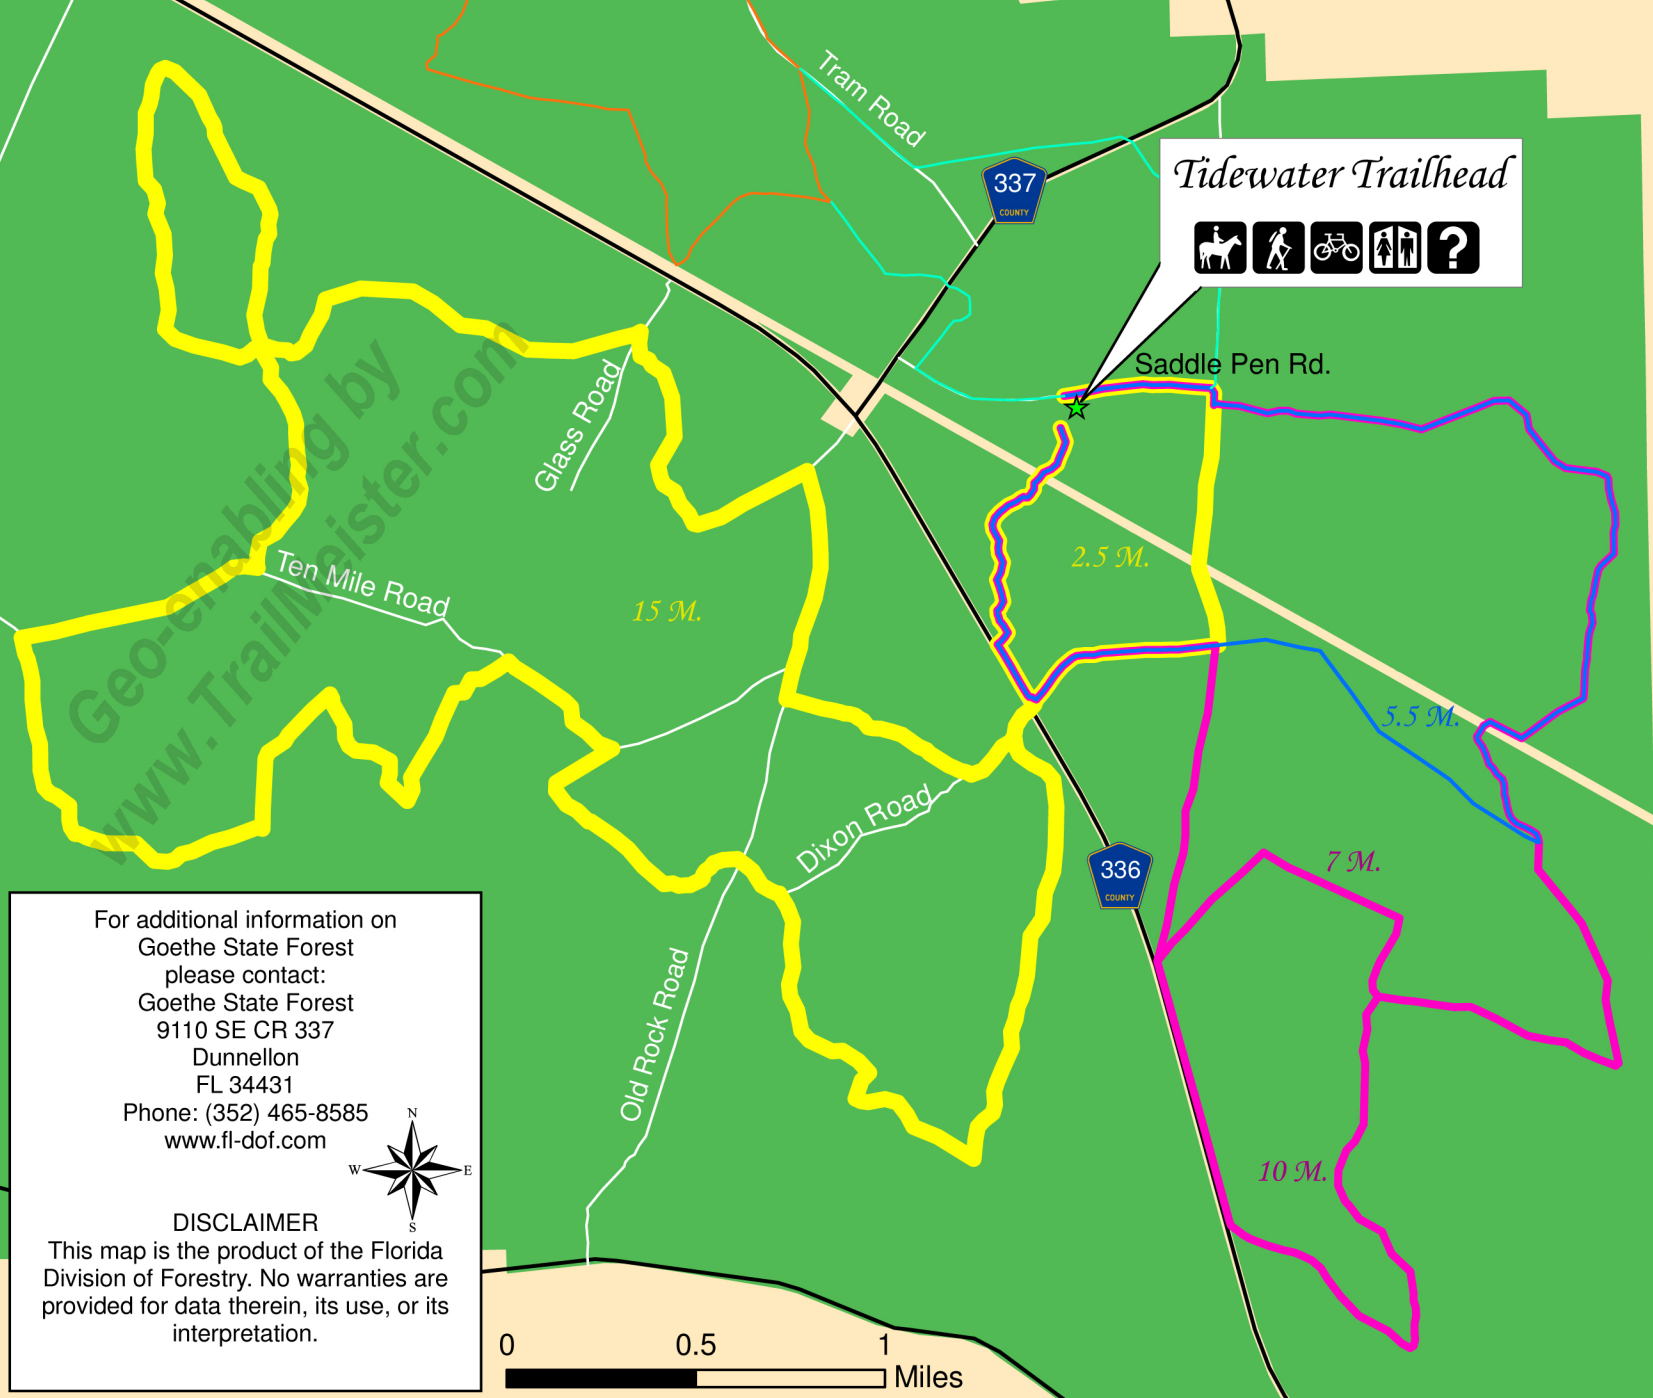 Tram Road
337
COUNTY
Tidewater Trailhead
?
Saddle Pen Rd.
Glass Road
Geo-enabling by
www.TrailMeister.com
Ten Mile Road
2.5 M.
15 M.
5.5 M.
Dixon Road
336
COUNTY
7 M.
Old Rock Road
10 M.
For additional information on
Goethe State Forest
please contact:
Goethe State Forest
9110 SE CR 337
Dunnellon
FL 34431
Phone: (352) 465-8585
www.fl-dof.com
N
W E
S
DISCLAIMER
This map is the product of the Florida
Division of Forestry. No warranties are
provided for data therein, its use, or its
interpretation.
0 0.5 1
Miles